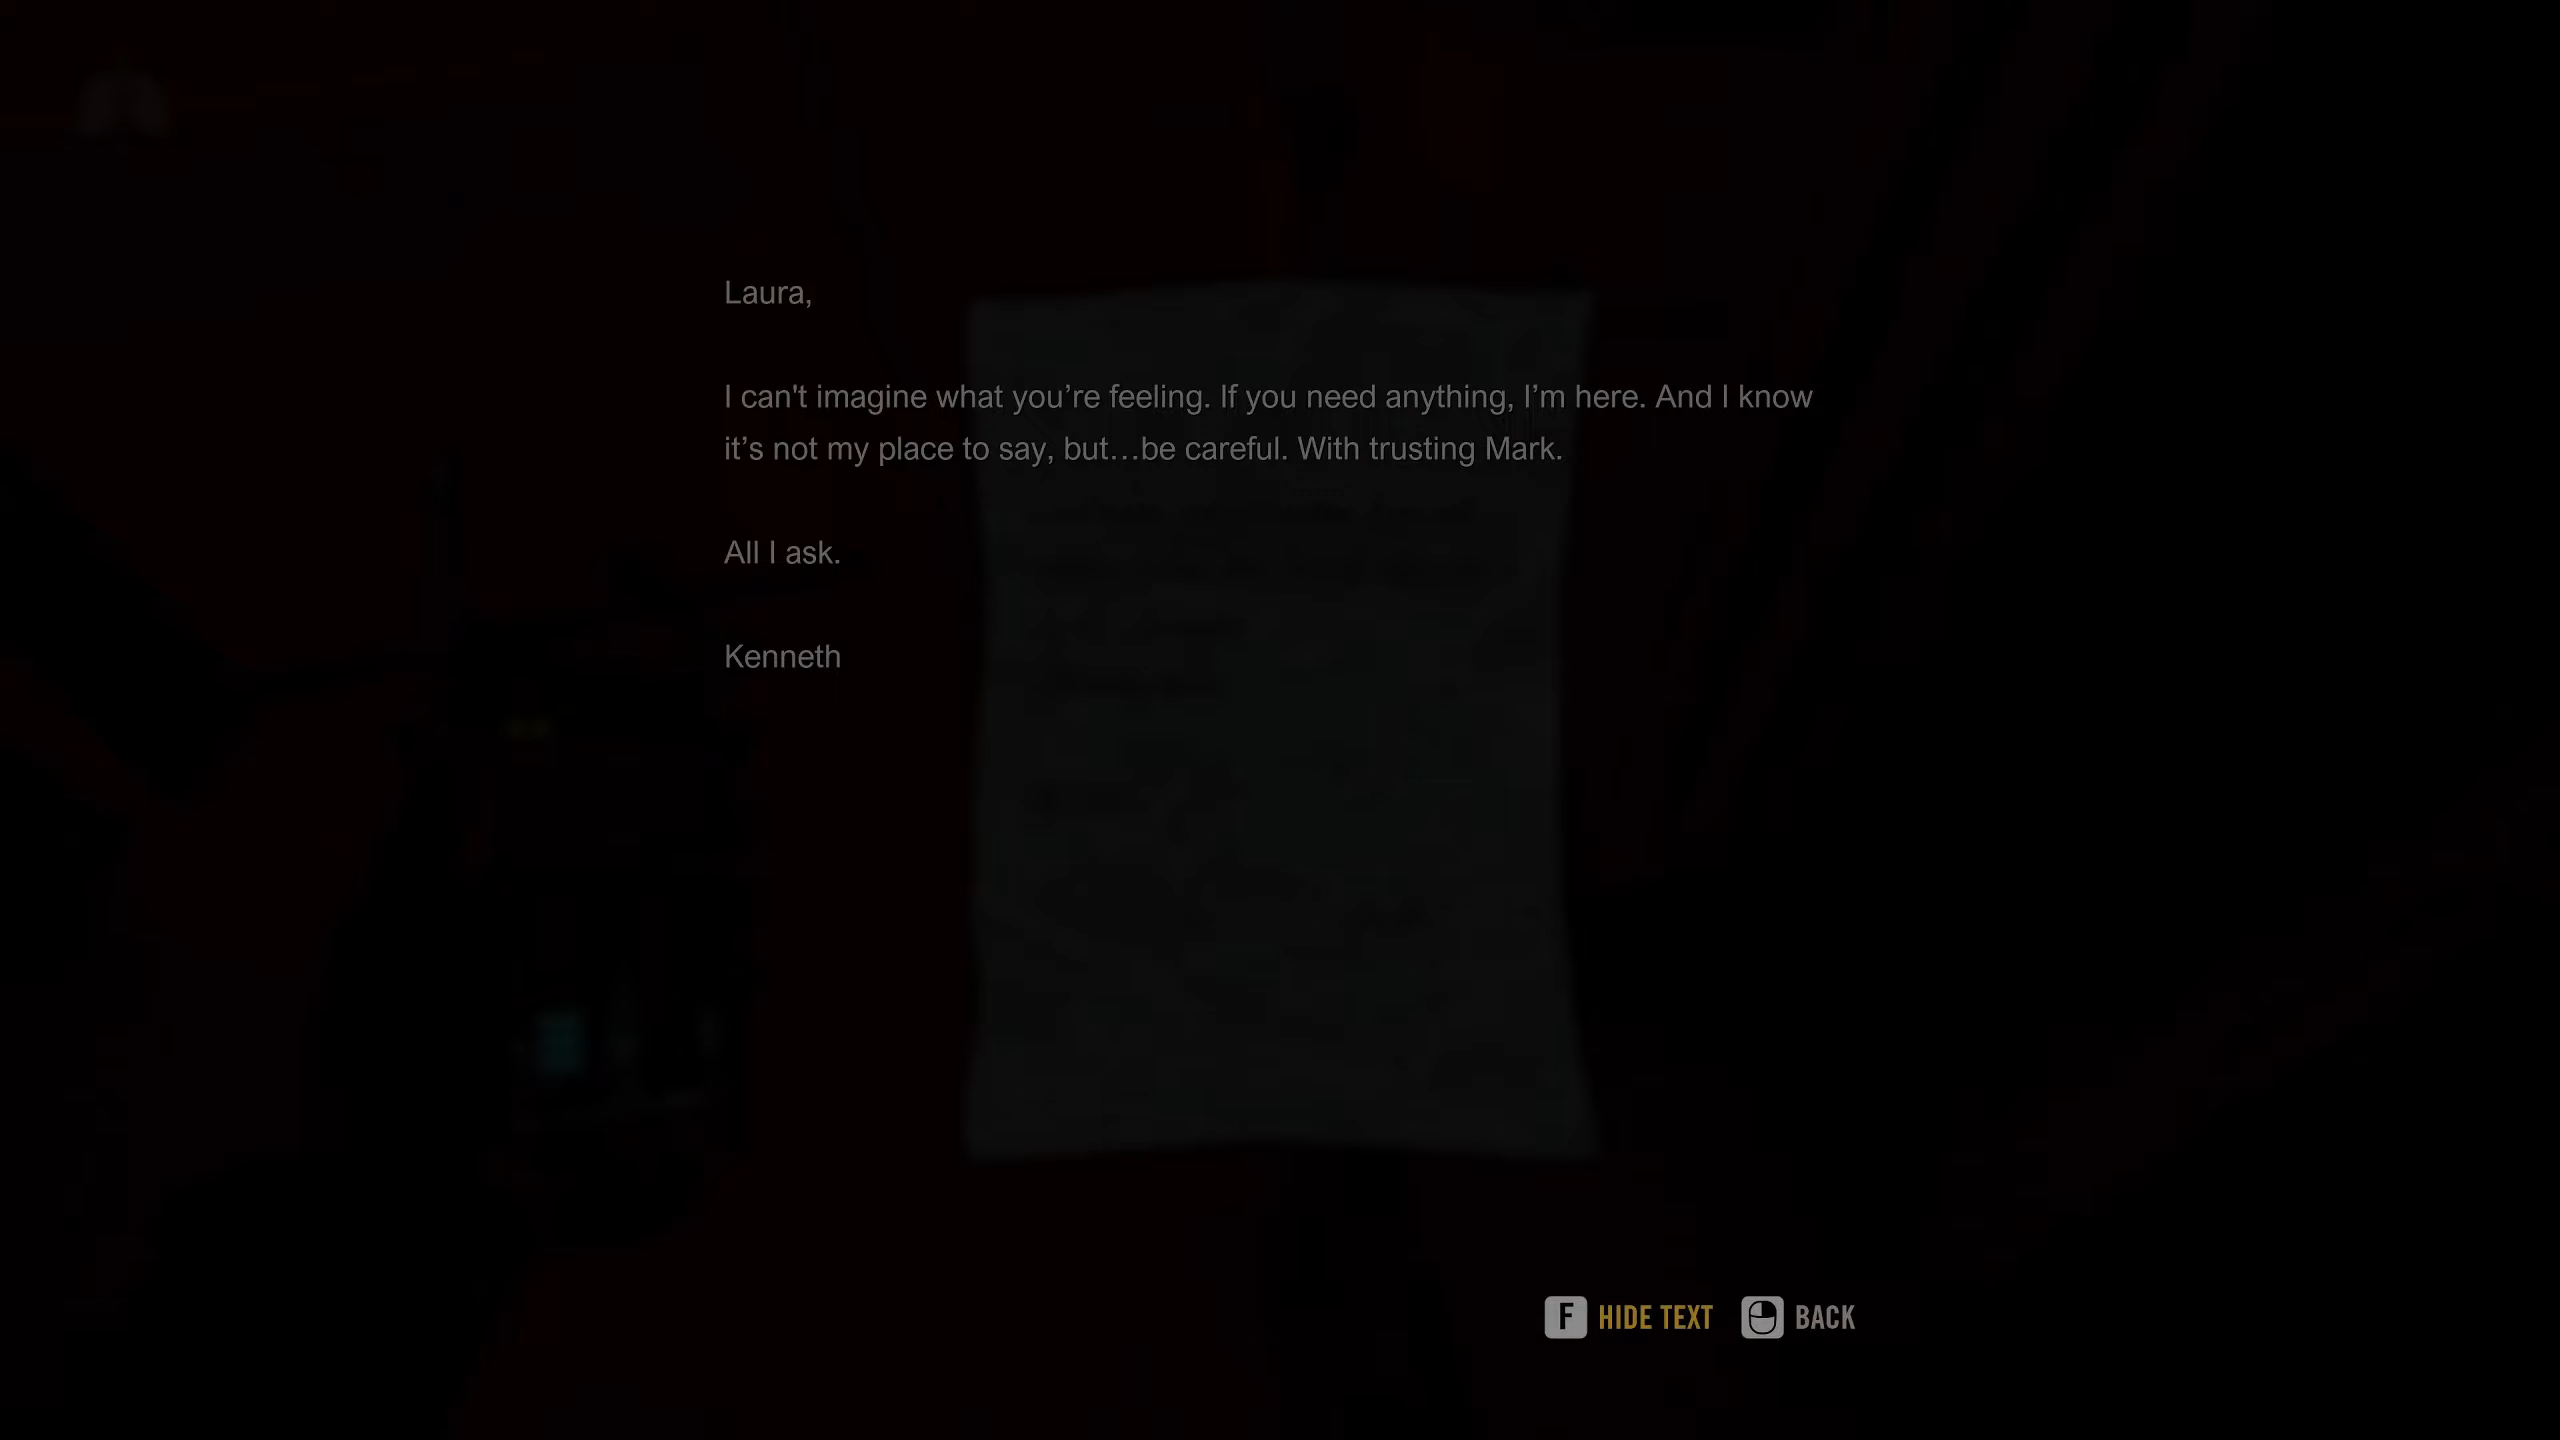 Laura,
I can't imagine what you’re feeling. If you need anything, I’m here. And I know
it’s not my place to say, but…be careful. With trusting Mark.
All I ask.
Kenneth
F HIDE TEXT BACK